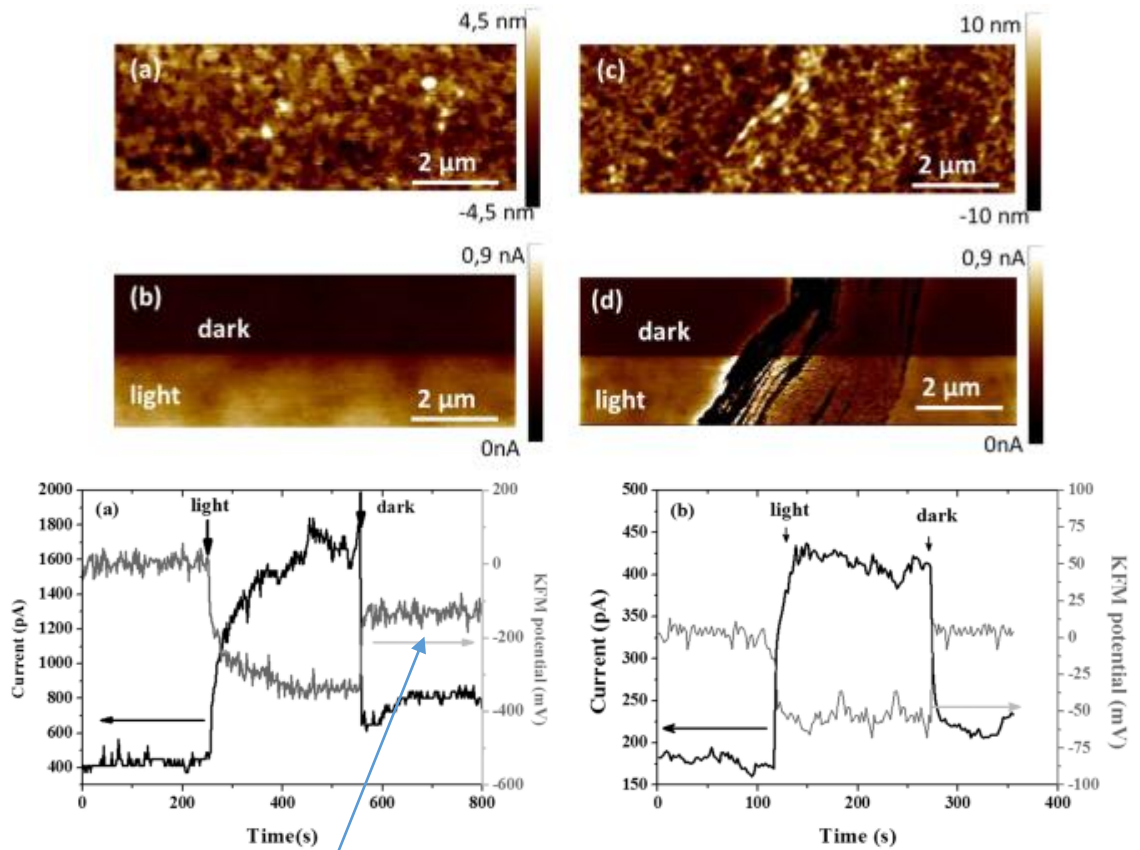 4,5 nm
(a)
2 µm
-4,5 nm
10 nm
(c)
2 µm
-10 nm
0,9 nA
(b)
dark
light
2 µm
0nA
0,9 nA
(d)
dark
light
2 µm
0nA
(a)
light
dark
2000
1800
1600
1400
1200
1000
800
600
400
Current (pA)
200
0
-200
-400
-600
KFM potential (mV)
0 200 400 600 800
Time(s)
(b)
light
dark
500
450
400
350
300
250
200
150
Current (pA)
100
75
50
25
0
-25
-50
-75
-100
KFM potential (mV)
0 100 200 300 400
Time (s)